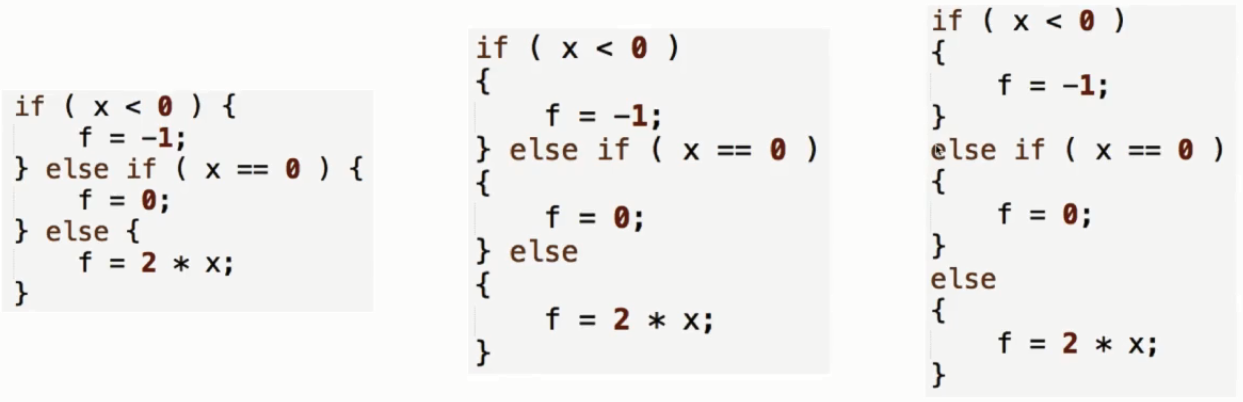 if ( x < 0 ) {
    f = -1;
} else if ( x == 0 ) {
    f = 0;
} else {
    f = 2 * x;
}
if ( x < 0 )
{
    f = -1;
} else if ( x == 0 )
{
    f = 0;
} else
{
    f = 2 * x;
}
if ( x < 0 )
{
    f = -1;
}
else if ( x == 0 )
{
    f = 0;
}
else
{
    f = 2 * x;
}